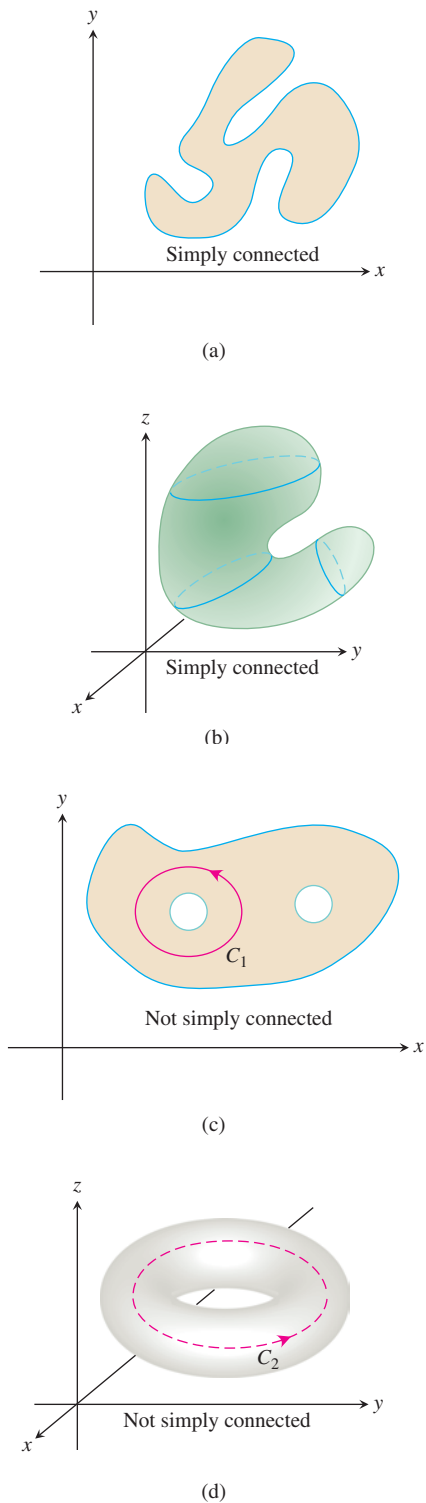 y
Simply connected
x
(a)
z
y
Simply connected
x
(b)
y
C1
Not simply connected
x
(c)
z
C2
y
Not simply connected
x
(d)